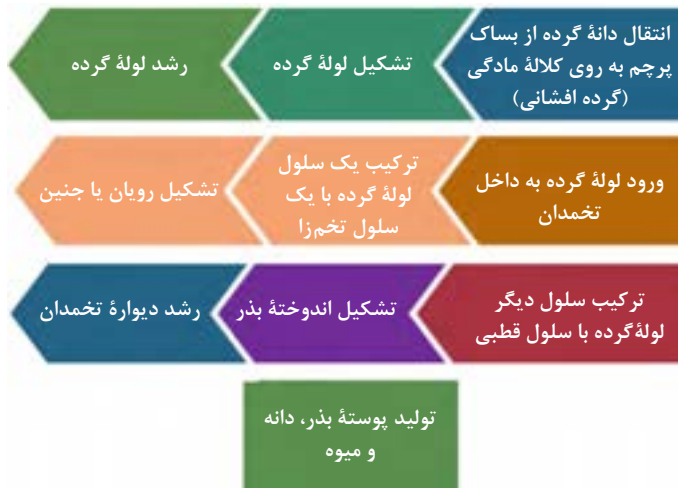 انتقال دانهٔ گرده از بساک
پرچم به روی کلالهٔ مادگی
(گرده افشانی)
تشکیل لولهٔ گرده
رشد لولهٔ گرده
ورود لولهٔ گرده به داخل
تخمدان
ترکیب یک سلول
لولهٔ گرده با یک
سلول تخم‌زا
تشکیل رویان یا جنین
ترکیب سلول دیگر
لوله‌گرده با سلول قطبی
تشکیل اندوختهٔ بذر
رشد دیوارهٔ تخمدان
تولید پوستهٔ بذر، دانه
و میوه